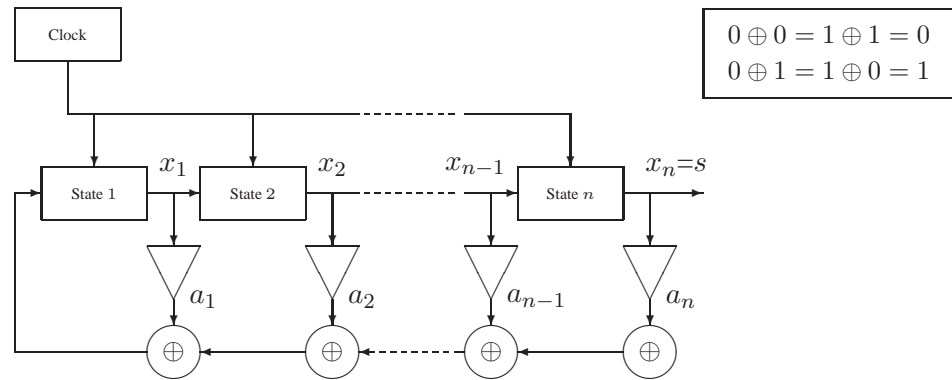 Clock
0 ⊕ 0 = 1 ⊕ 1 = 0
0 ⊕ 1 = 1 ⊕ 0 = 1
x₁
x₂
xₙ₋₁
xₙ=s
State 1
State 2
State n
a₁
a₂
aₙ₋₁
aₙ
⊕
⊕
⊕
⊕